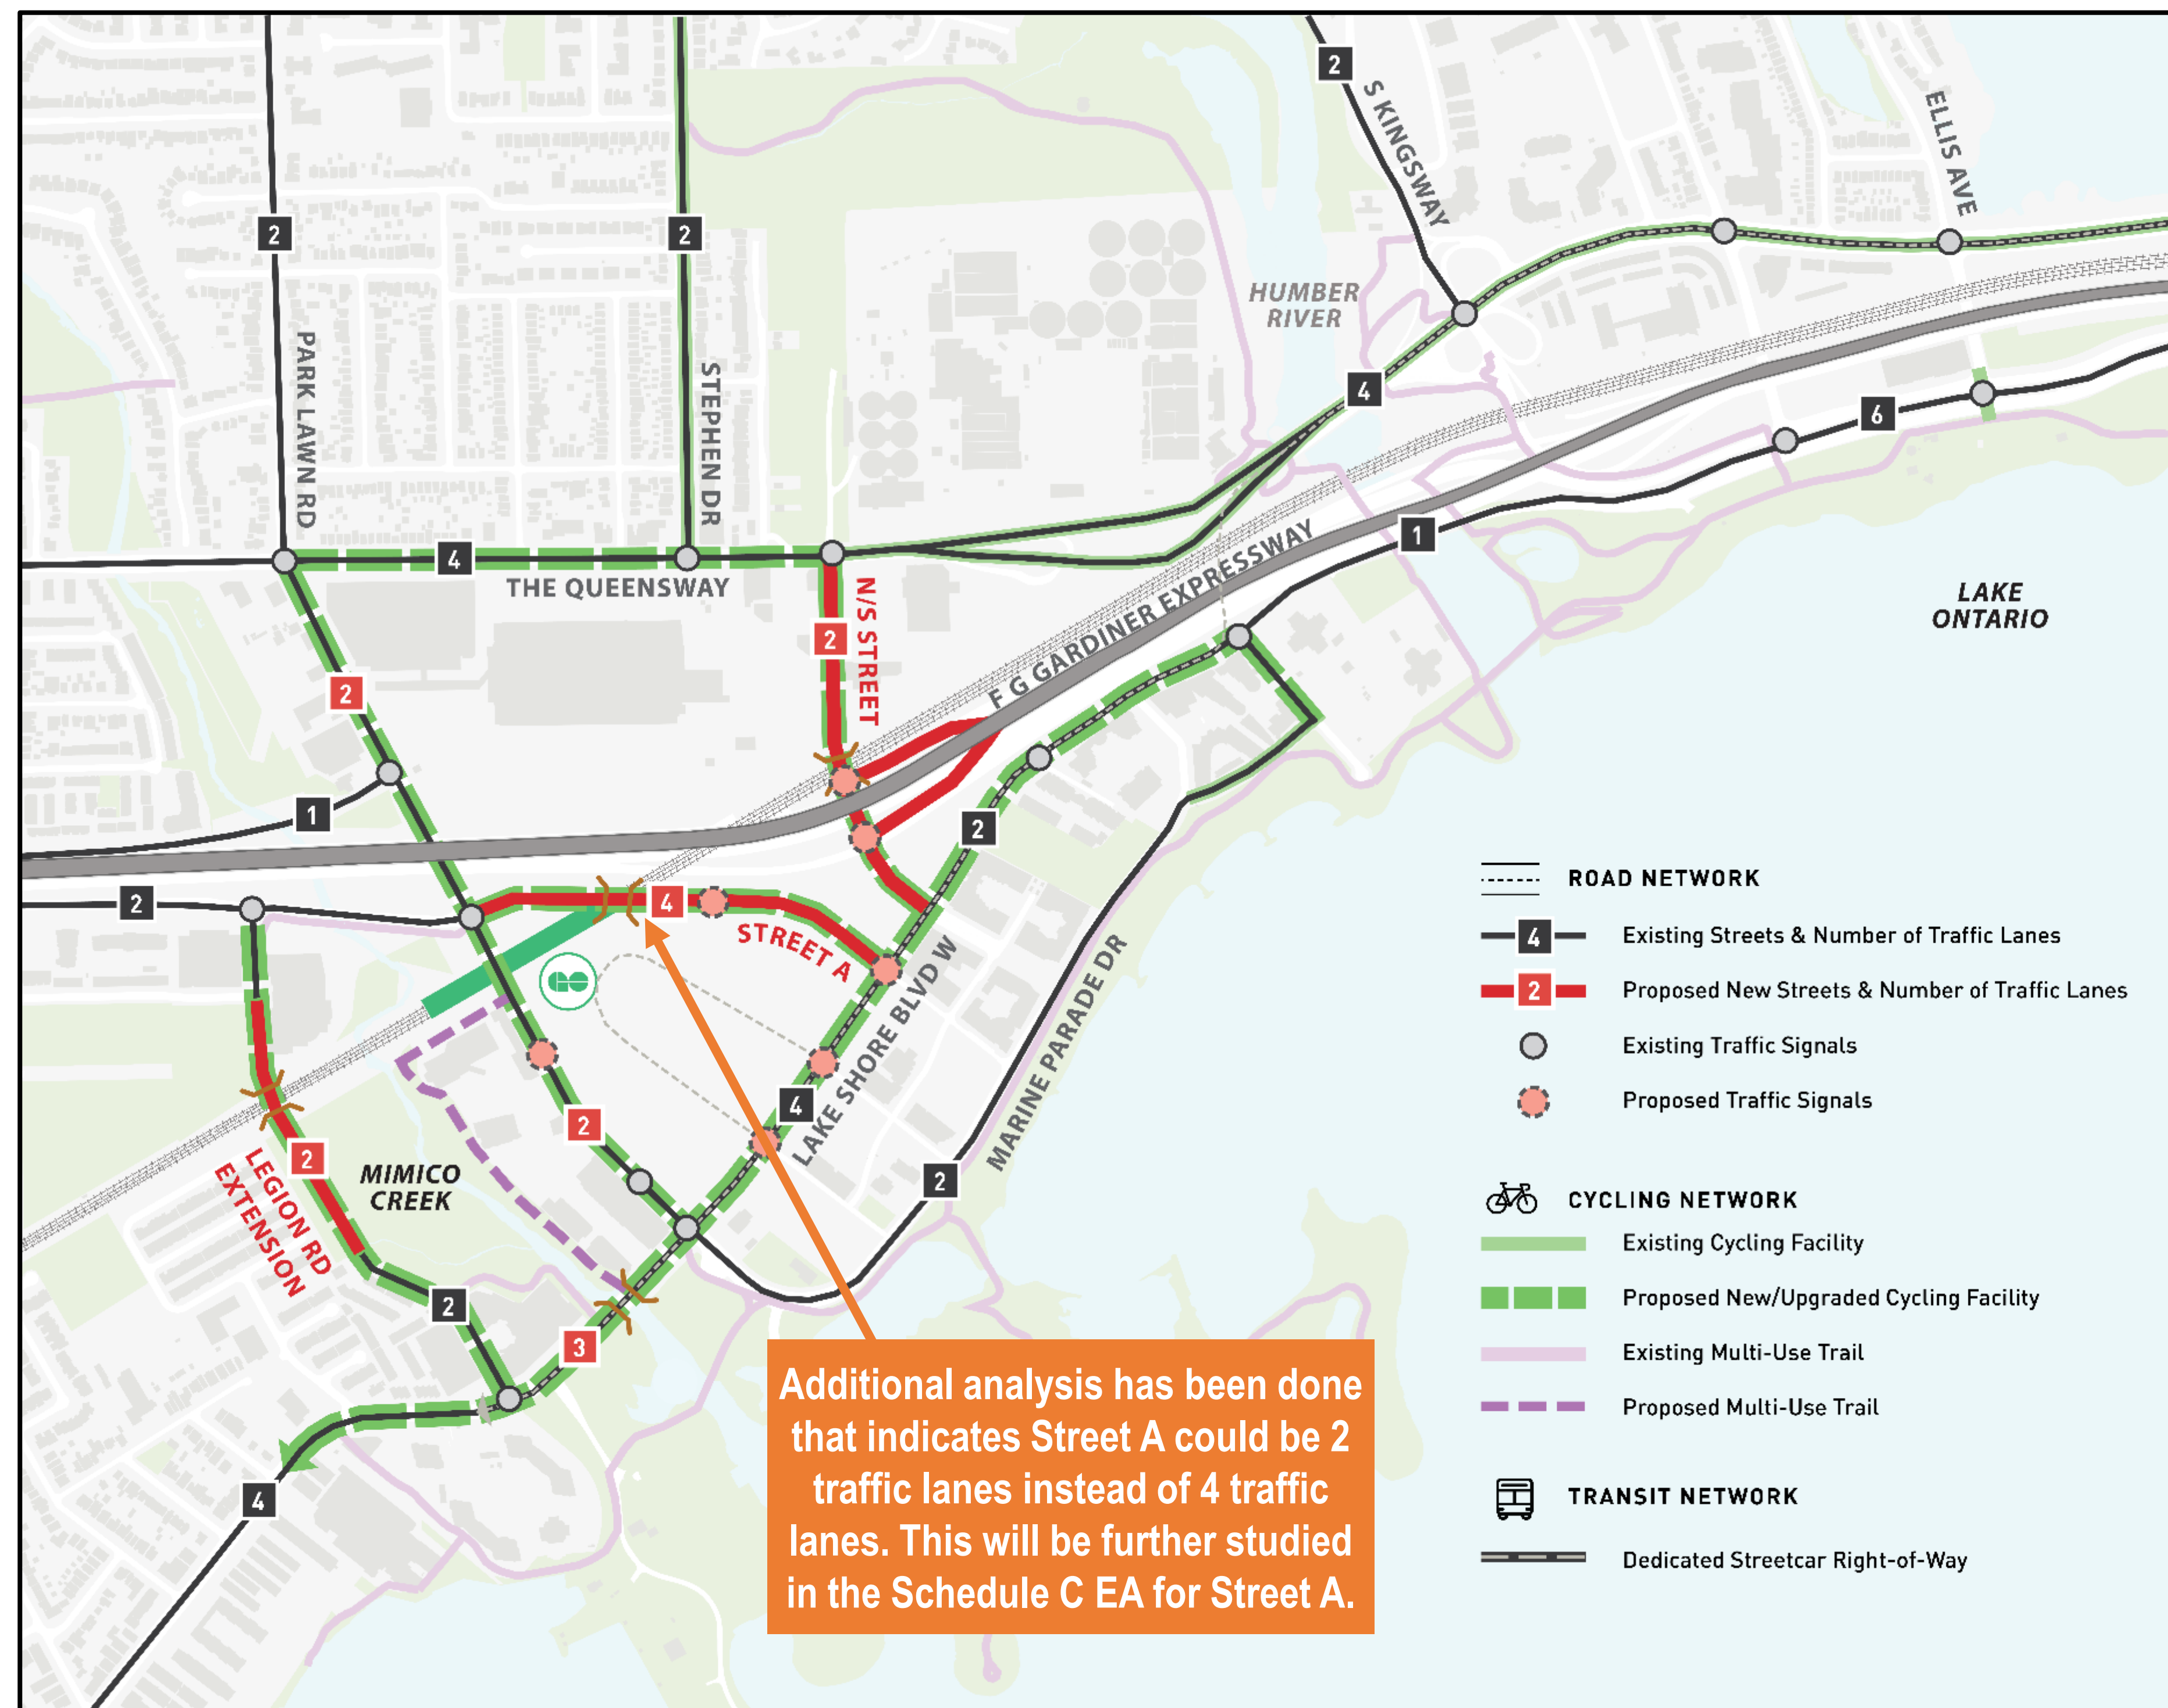 2
S KINGSWAY
ELLIS AVE
2
2
HUMBER
RIVER
PARK LAWN RD
STEPHEN DR
4
6
1
4
THE QUEENSWAY
N/S STREET
2
F G GARDINER EXPRESSWAY
LAKE
ONTARIO
2
1
2
2
4
STREET A
GO
LAKE SHORE BLVD W
MARINE PARADE DR
4
2
2
LEGION RD
EXTENSION
MIMICO
CREEK
2
2
3
4
ROAD NETWORK
4 Existing Streets & Number of Traffic Lanes
2 Proposed New Streets & Number of Traffic Lanes
Existing Traffic Signals
Proposed Traffic Signals
CYCLING NETWORK
Existing Cycling Facility
Proposed New/Upgraded Cycling Facility
Existing Multi-Use Trail
Proposed Multi-Use Trail
TRANSIT NETWORK
Dedicated Streetcar Right-of-Way
Additional analysis has been done
that indicates Street A could be 2
traffic lanes instead of 4 traffic
lanes. This will be further studied
in the Schedule C EA for Street A.